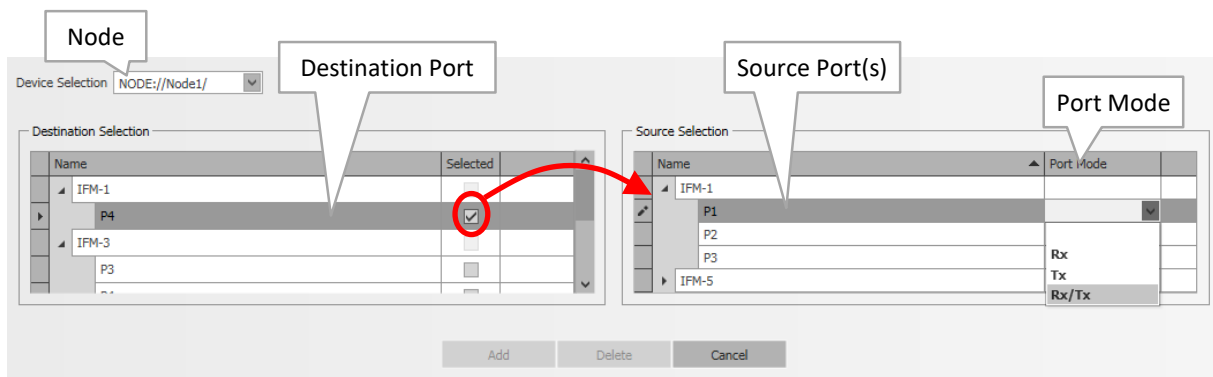 Node
Destination Port
Source Port(s)
Port Mode
Device Selection NODE://Node1/
Destination Selection
Name Selected
IFM-1
P4
IFM-3
P3
Source Selection
Name Port Mode
IFM-1
P1
P2
P3
IFM-5
Rx
Tx
Rx/Tx
Add Delete Cancel